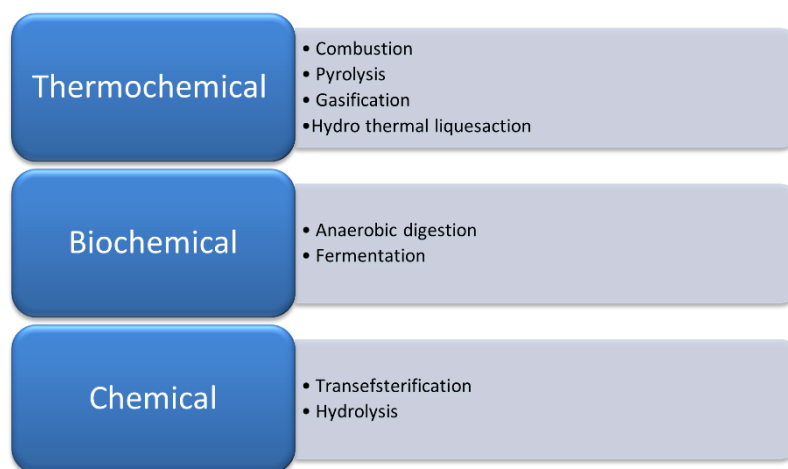 Thermochemical
• Combustion
• Pyrolysis
• Gasification
•Hydro thermal liquesaction
Biochemical
• Anaerobic digestion
• Fermentation
Chemical
• Transefsterification
• Hydrolysis